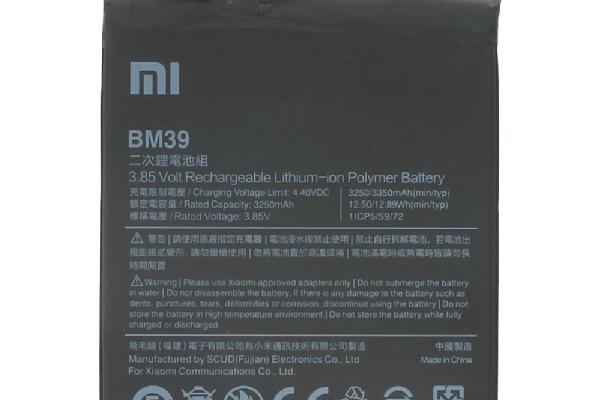 MI
BM39
二次鋰電池組
3.85 Volt Rechargeable Lithium-ion Polymer Battery
充電限制電壓 / Charging Voltage Limit: 4.40VDC 3250/3350mAh(min/typ)
額定電容量 / Rated Capacity: 3250mAh 12.50/12.89Wh(min/typ)
標稱電壓 / Rated Voltage: 3.85V 1ICP5/59/72
⚠警告 | 請使用原廠指定充電器 | 電池浸水後禁止使用 | 禁止自行拆解電池，若電池出
現膨脹或變形，請勿繼續使用 | 勿將電池置於高溫環境 | 電池滿電時或無電時皆請勿長
時間閒置
⚠Warning | Please use Xiaomi-approved adapters only | Do not submerge the battery
in water | Do not disassemble the battery. If there is any damage to the battery such as
dents, punctures, tears, deformities or corrosion, discontinue using the battery | Do not
store the battery in high temperature environment | Do not store the battery while fully
charged or discharged
飛毛腿（福建）電子有限公司為小米通訊技術有限公司製造 中國製造
Manufactured by SCUD(Fujian) Electronics Co., Ltd. Made in China
For Xiaomi Communications Co., Ltd.